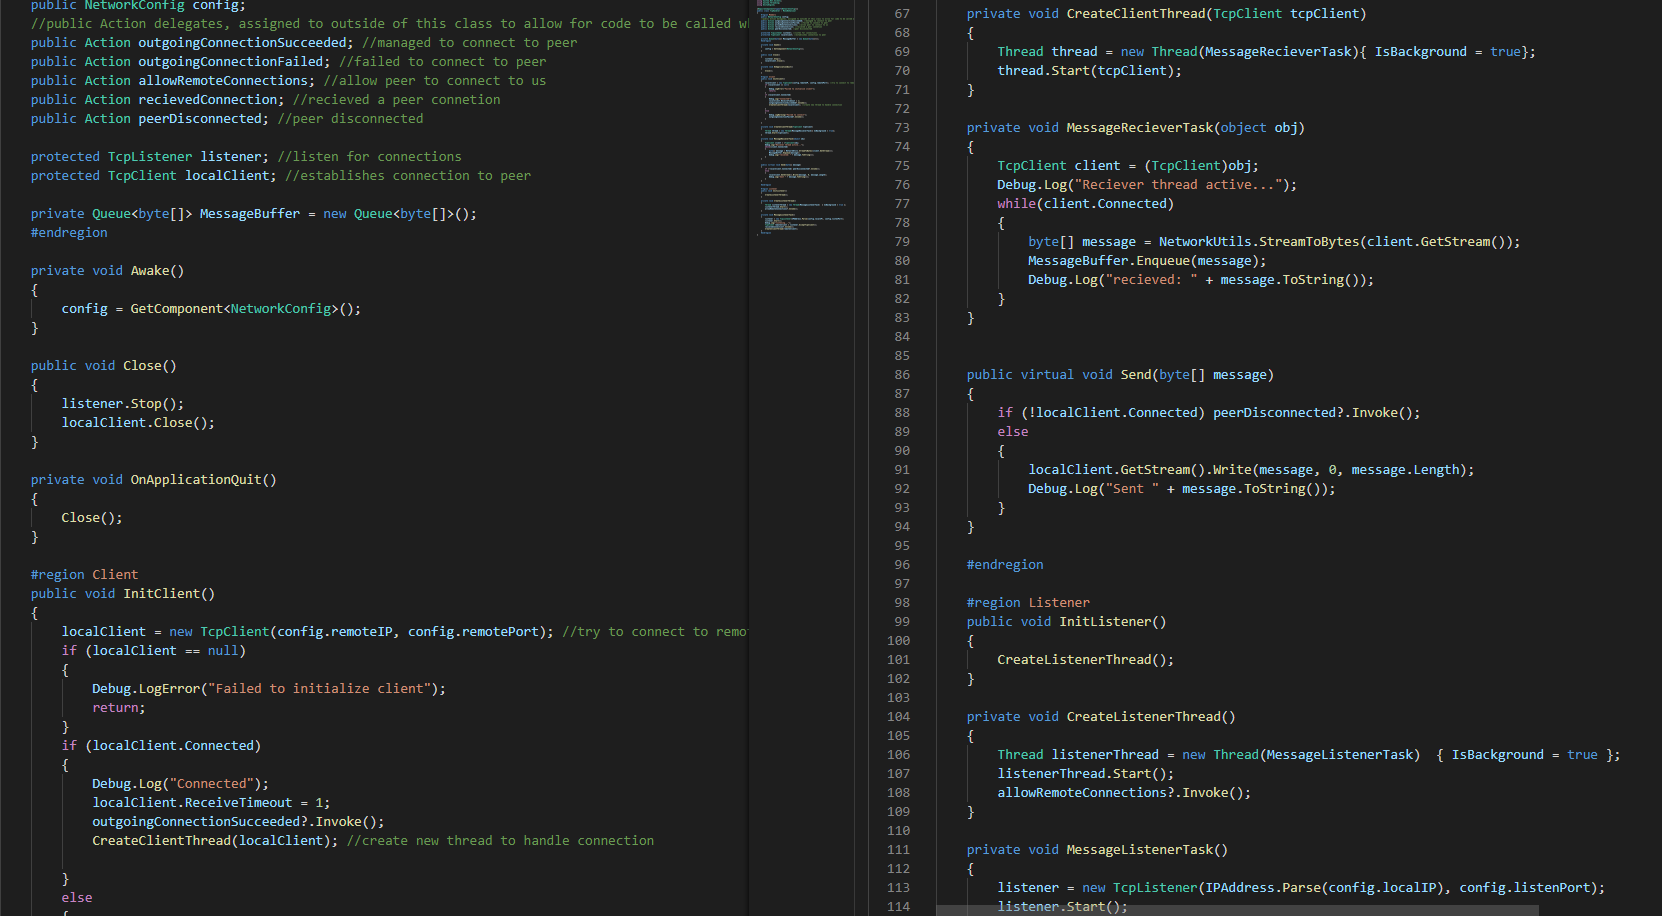 public NetworkConfig config;
//public Action delegates, assigned to outside of this class to allow for code to be called w
public Action outgoingConnectionSucceeded; //managed to connect to peer
public Action outgoingConnectionFailed; //failed to connect to peer
public Action allowRemoteConnections; //allow peer to connect to us
public Action recievedConnection; //recieved a peer connetion
public Action peerDisconnected; //peer disconnected
protected TcpListener listener; //listen for connections
protected TcpClient localClient; //establishes connection to peer
private Queue<byte[]> MessageBuffer = new Queue<byte[]>();
#endregion
private void Awake()
{
config = GetComponent<NetworkConfig>();
}
public void Close()
{
listener.Stop();
localClient.Close();
}
private void OnApplicationQuit()
{
Close();
}
#region Client
public void InitClient()
{
localClient = new TcpClient(config.remoteIP, config.remotePort); //try to connect to remo
if (localClient == null)
{
Debug.LogError("Failed to initialize client");
return;
}
if (localClient.Connected)
{
Debug.Log("Connected");
localClient.ReceiveTimeout = 1;
outgoingConnectionSucceeded?.Invoke();
CreateClientThread(localClient); //create new thread to handle connection
}
else
{
67 private void CreateClientThread(TcpClient tcpClient)
68 {
69 Thread thread = new Thread(MessageRecieverTask){ IsBackground = true};
70 thread.Start(tcpClient);
71 }
72
73 private void MessageRecieverTask(object obj)
74 {
75 TcpClient client = (TcpClient)obj;
76 Debug.Log("Reciever thread active...");
77 while(client.Connected)
78 {
79 byte[] message = NetworkUtils.StreamToBytes(client.GetStream());
80 MessageBuffer.Enqueue(message);
81 Debug.Log("recieved: " + message.ToString());
82 }
83 }
84
85
86 public virtual void Send(byte[] message)
87 {
88 if (!localClient.Connected) peerDisconnected?.Invoke();
89 else
90 {
91 localClient.GetStream().Write(message, 0, message.Length);
92 Debug.Log("Sent " + message.ToString());
93 }
94 }
95
96 #endregion
97
98 #region Listener
99 public void InitListener()
100 {
101 CreateListenerThread();
102 }
103
104 private void CreateListenerThread()
105 {
106 Thread listenerThread = new Thread(MessageListenerTask)  { IsBackground = true };
107 listenerThread.Start();
108 allowRemoteConnections?.Invoke();
109 }
110
111 private void MessageListenerTask()
112 {
113 listener = new TcpListener(IPAddress.Parse(config.localIP), config.listenPort);
114 listener.Start();